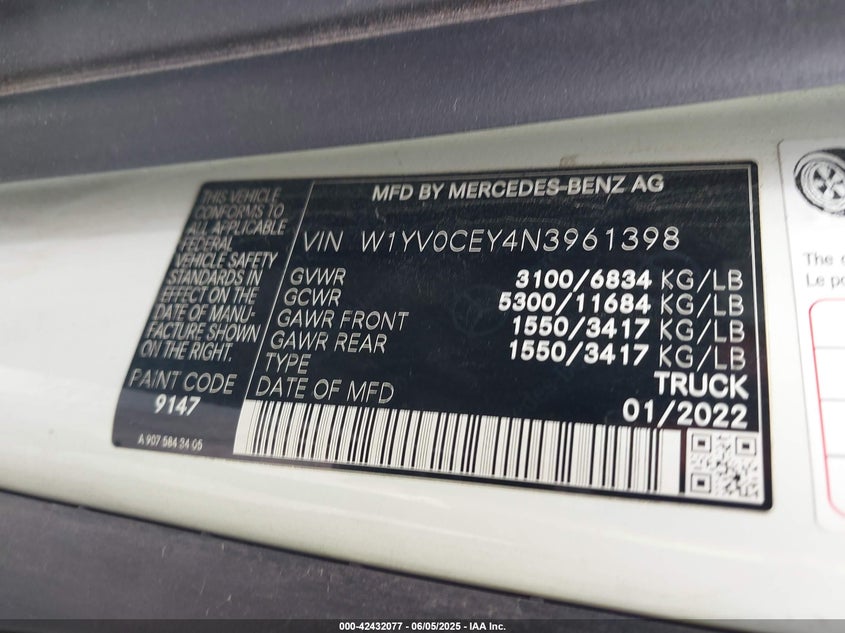 THIS VEHICLE
CONFORMS TO
ALL APPLICABLE
FEDERAL
VEHICLE SAFETY
STANDARDS IN
EFFECT ON THE
DATE OF MANU-
FACTURE SHOWN
ON THE RIGHT.
PAINT CODE
9147
A 907 584 34 05
MFD BY MERCEDES-BENZ AG
VIN W1YV0CEY4N3961398
GVWR 3100/6834 KG/LB
GCWR 5300/11684 KG/LB
GAWR FRONT 1550/3417 KG/LB
GAWR REAR 1550/3417 KG/LB
TYPE TRUCK
DATE OF MFD 01/2022
The
Le
000-42432077 - 06/05/2025 - IAA Inc.